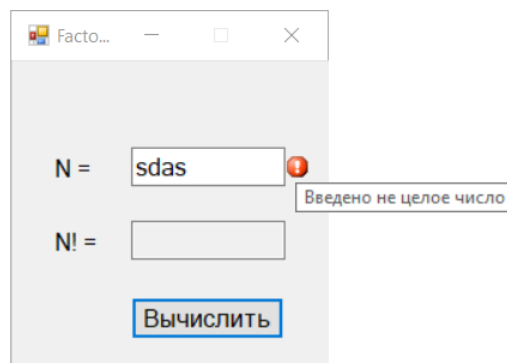 Facto...
N = sdas
Введено не целое число
N! =
Вычислить